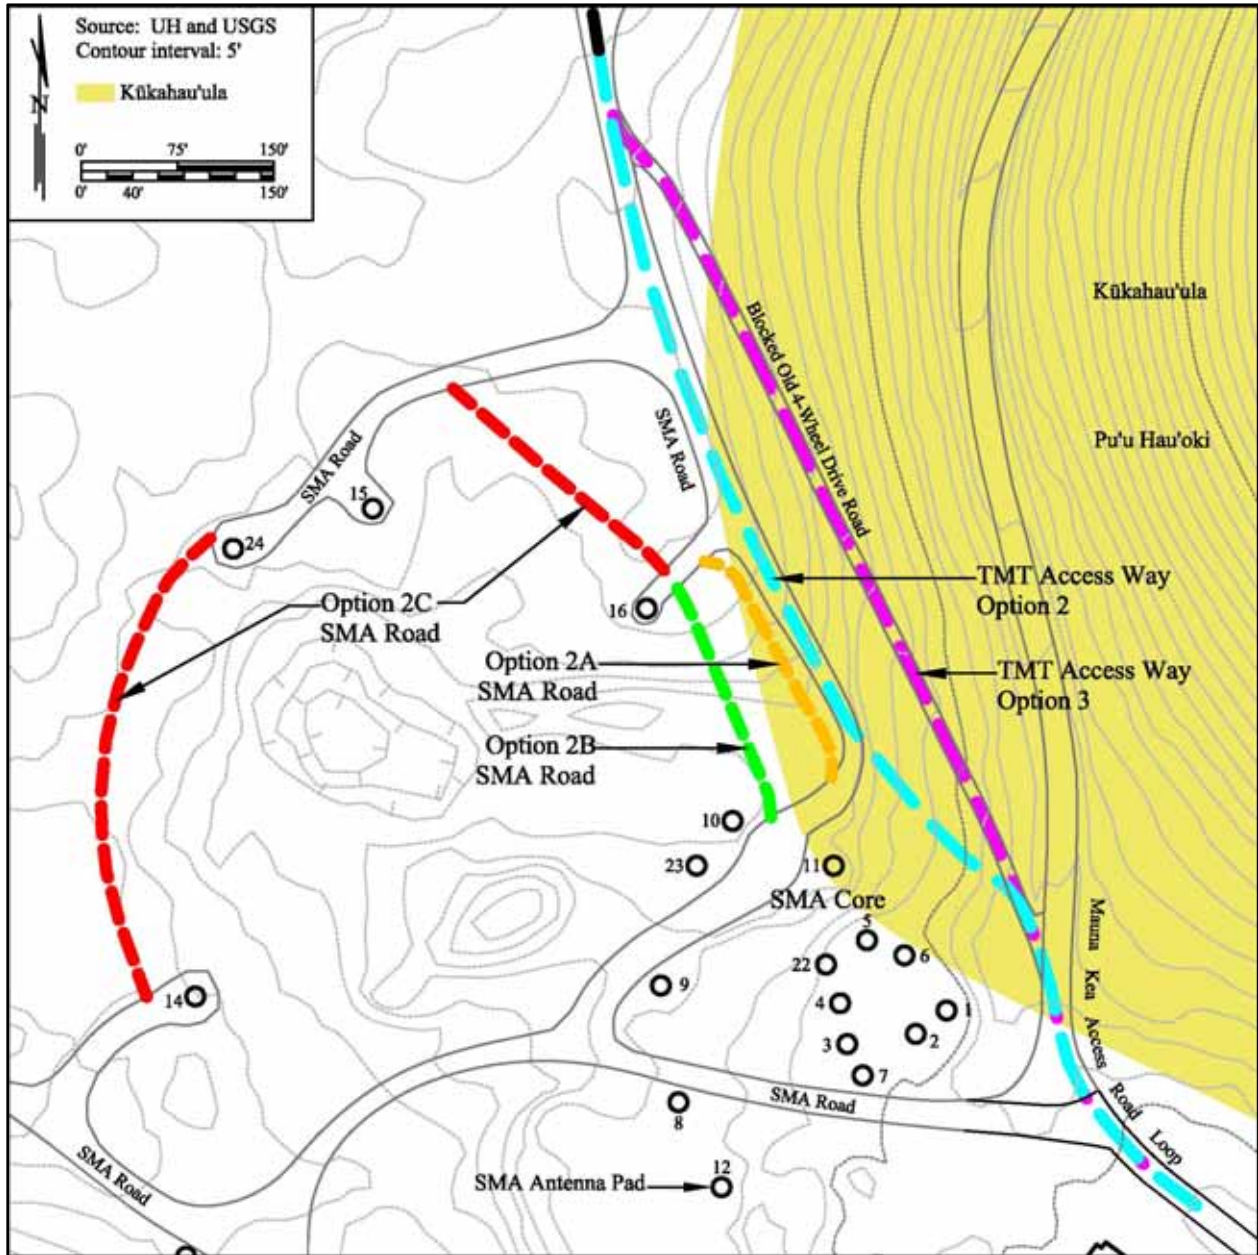 Source: UH and USGS
Contour interval: 5'
Kūkahau'ula
N
0' 75' 150'
0' 40' 150'
Kūkahau'ula
Blocked Old 4-Wheel Drive Road
SMA Road
Pu'u Hau'oki
SMA Road
15
24
TMT Access Way
Option 2
Option 2C
SMA Road
16
Option 2A
SMA Road
TMT Access Way
Option 3
Option 2B
SMA Road
10
23
11
SMA Core
5
6
22
9
14
4
1
2
3
7
Mauna Kea Access Road Loop
SMA Road
8
SMA Road
12
SMA Antenna Pad